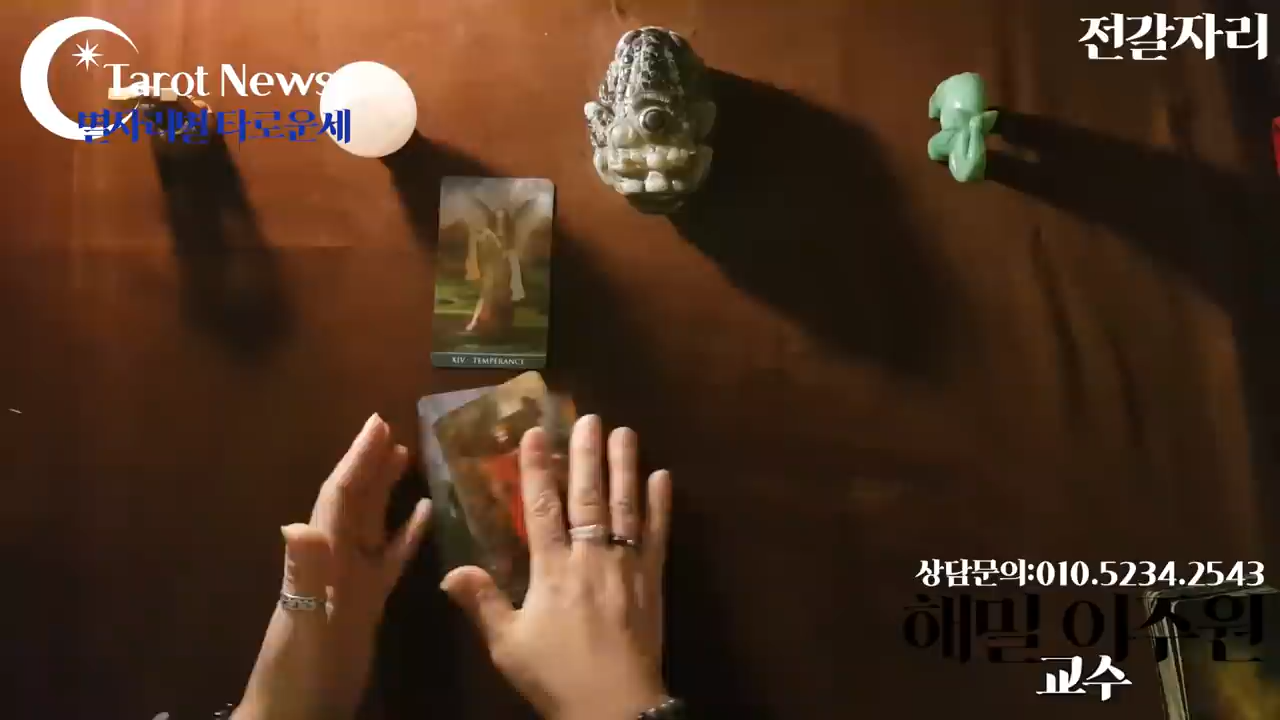 전갈자리
Tarot News
별자리별 타로운세
XIV TEMPERANCE
상담문의:010.5234.2543
해밀 이수원
교수